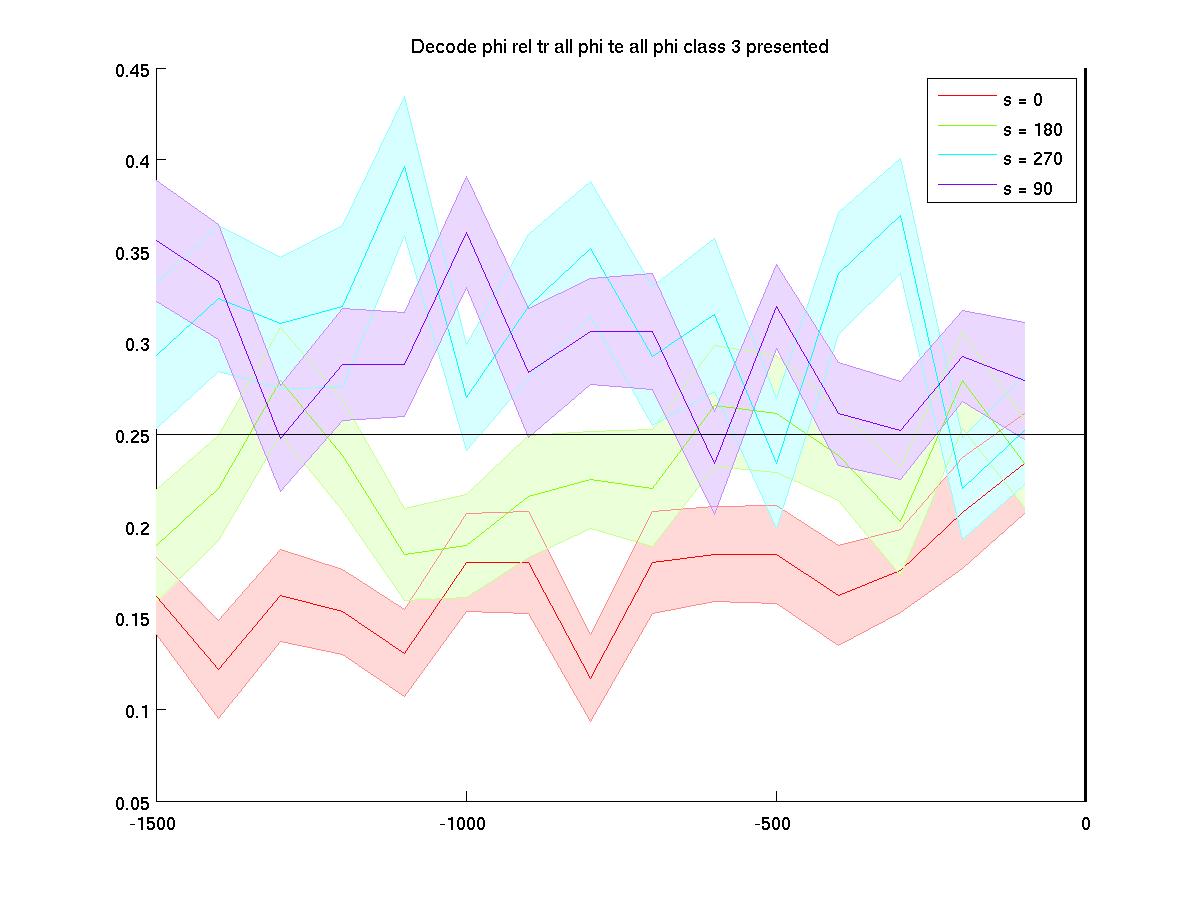 Decode phi rel tr all phi te all phi class 3 presented
0.45
0.4
0.35
0.3
0.25
0.2
0.15
0.1
0.05
-1500
-1000
-500
0
s = 0
s = 180
s = 270
s = 90